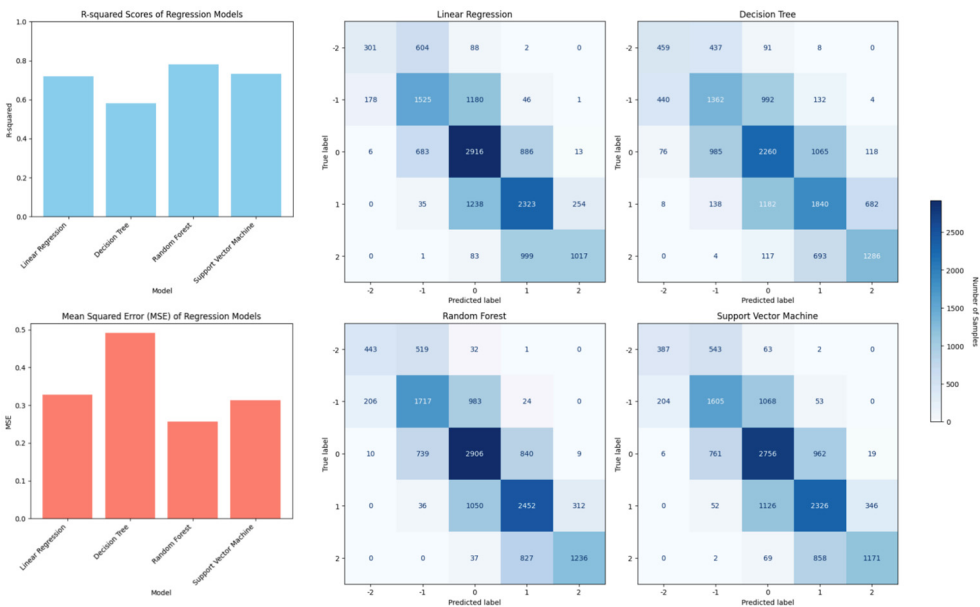 R-squared Scores of Regression Models
1.0
0.8
0.6
0.4
0.2
0.0
R-squared
Linear Regression
Decision Tree
Random Forest
Support Vector Machine
Model
Linear Regression
True label
-2 301 604 88 2 0
-1 178 1525 1180 46 1
0 6 683 2916 886 13
1 0 35 1238 2323 254
2 0 1 83 999 1017
-2 -1 0 1 2
Predicted label
Decision Tree
True label
-2 459 437 91 8 0
-1 440 1362 992 132 4
0 76 985 2260 1065 118
1 8 138 1182 1840 682
2 0 4 117 693 1286
-2 -1 0 1 2
Predicted label
Mean Squared Error (MSE) of Regression Models
0.5
0.4
0.3
0.2
0.1
0.0
MSE
Linear Regression
Decision Tree
Random Forest
Support Vector Machine
Model
Random Forest
True label
-2 443 519 32 1 0
-1 206 1717 983 24 0
0 10 739 2906 840 9
1 0 36 1050 2452 312
2 0 0 37 827 1236
-2 -1 0 1 2
Predicted label
Support Vector Machine
True label
-2 387 543 63 2 0
-1 204 1605 1068 53 0
0 6 761 2756 962 19
1 0 52 1126 2326 346
2 0 2 69 858 1171
-2 -1 0 1 2
Predicted label
2500
2000
1500
1000
500
0
Number of Samples